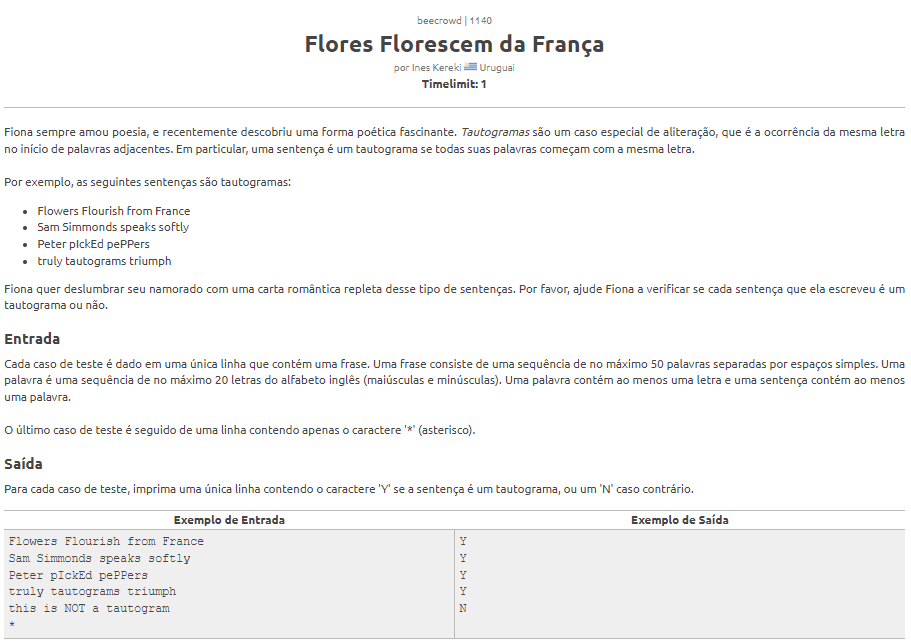 beecrowd | 1140
Flores Florescem da França
por Ines Kereki Uruguai
Timelimit: 1
Fiona sempre amou poesia, e recentemente descobriu uma forma poética fascinante. Tautogramas são um caso especial de aliteração, que é a ocorrência da mesma letra
no início de palavras adjacentes. Em particular, uma sentença é um tautograma se todas suas palavras começam com a mesma letra.
Por exemplo, as seguintes sentenças são tautogramas:
• Flowers Flourish from France
• Sam Simmonds speaks softly
• Peter pIckEd pePPers
• truly tautograms triumph
Fiona quer deslumbrar seu namorado com uma carta romântica repleta desse tipo de sentenças. Por favor, ajude Fiona a verificar se cada sentença que ela escreveu é um
tautograma ou não.
Entrada
Cada caso de teste é dado em uma única linha que contém uma frase. Uma frase consiste de uma sequência de no máximo 50 palavras separadas por espaços simples. Uma
palavra é uma sequência de no máximo 20 letras do alfabeto inglês (maiúsculas e minúsculas). Uma palavra contém ao menos uma letra e uma sentença contém ao menos
uma palavra.
O último caso de teste é seguido de uma linha contendo apenas o caractere '*' (asterisco).
Saída
Para cada caso de teste, imprima uma única linha contendo o caractere 'Y' se a sentença é um tautograma, ou um 'N' caso contrário.
Exemplo de Entrada Exemplo de Saída
Flowers Flourish from France Y
Sam Simmonds speaks softly Y
Peter pIckEd pePPers Y
truly tautograms triumph Y
this is NOT a tautogram N
*